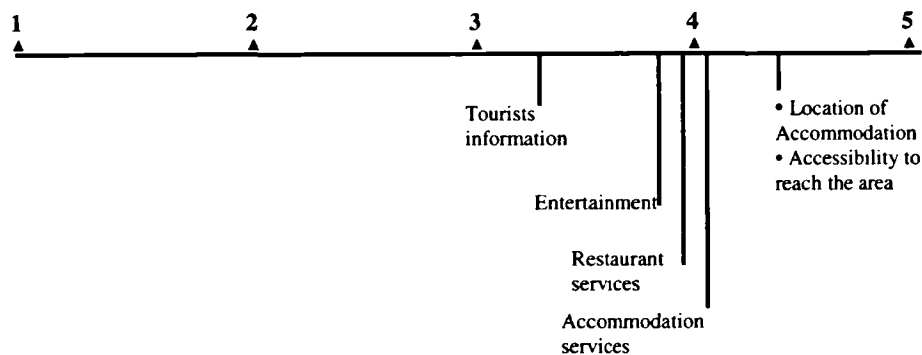 1 2 3 4 5
Tourists
information
• Location of
Accommodation
• Accessibility to
reach the area
Entertainment
Restaurant
services
Accommodation
services